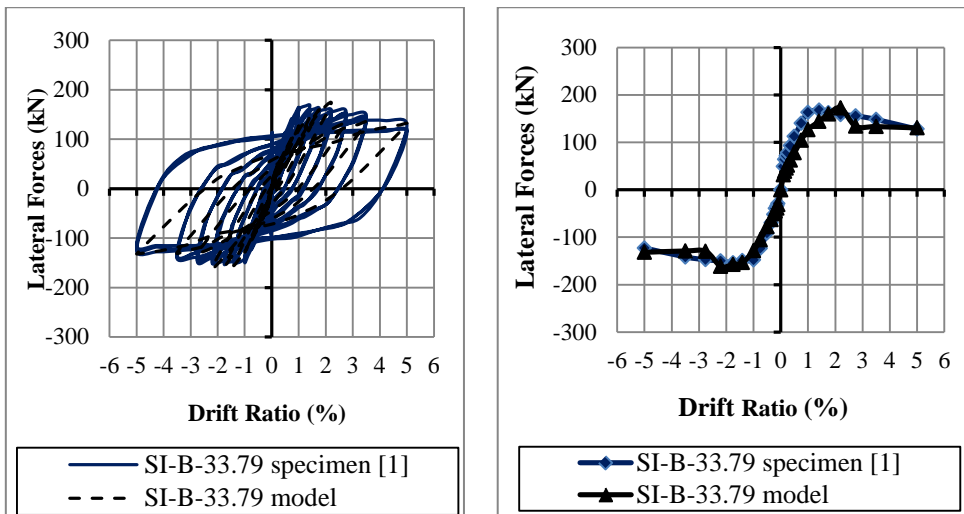 300
200
100
0
-100
-200
-300
Lateral Forces (kN)
-6 -5 -4 -3 -2 -1 0 1 2 3 4 5 6
Drift Ratio (%)
SI-B-33.79 specimen [1]
SI-B-33.79 model
300
200
100
0
-100
-200
-300
Lateral Forces (kN)
-6 -5 -4 -3 -2 -1 0 1 2 3 4 5 6
Drift Ratio (%)
SI-B-33.79 specimen [1]
SI-B-33.79 model